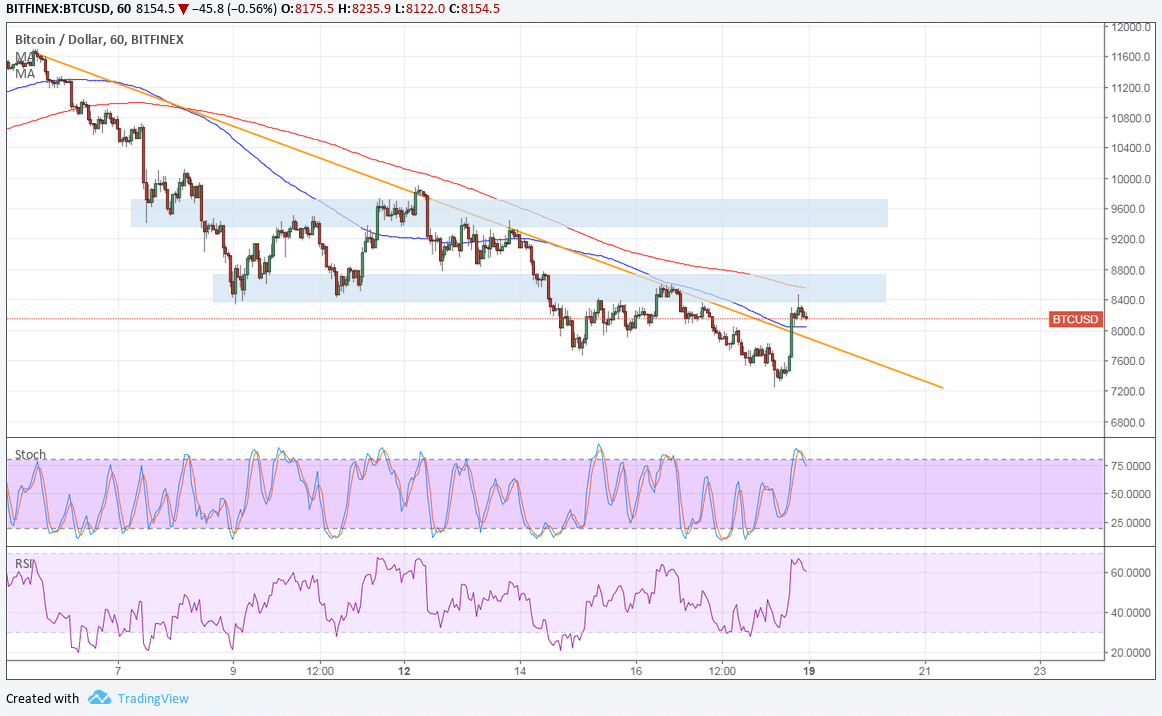 BITFINEX:BTCUSD, 60 8154.5 ▼ −45.8 (−0.56%) O:8175.5 H:8235.9 L:8122.0 C:8154.5
Bitcoin / Dollar, 60, BITFINEX
MA
MA
12000.0
11600.0
11200.0
10800.0
10400.0
10000.0
9600.0
9200.0
8800.0
8400.0
BTCUSD
8000.0
7600.0
7200.0
6800.0
Stoch
75.0000
50.0000
25.0000
RSI
60.0000
40.0000
20.0000
7 9 12:00 12 14 16 12:00 19 21 23
Created with TradingView